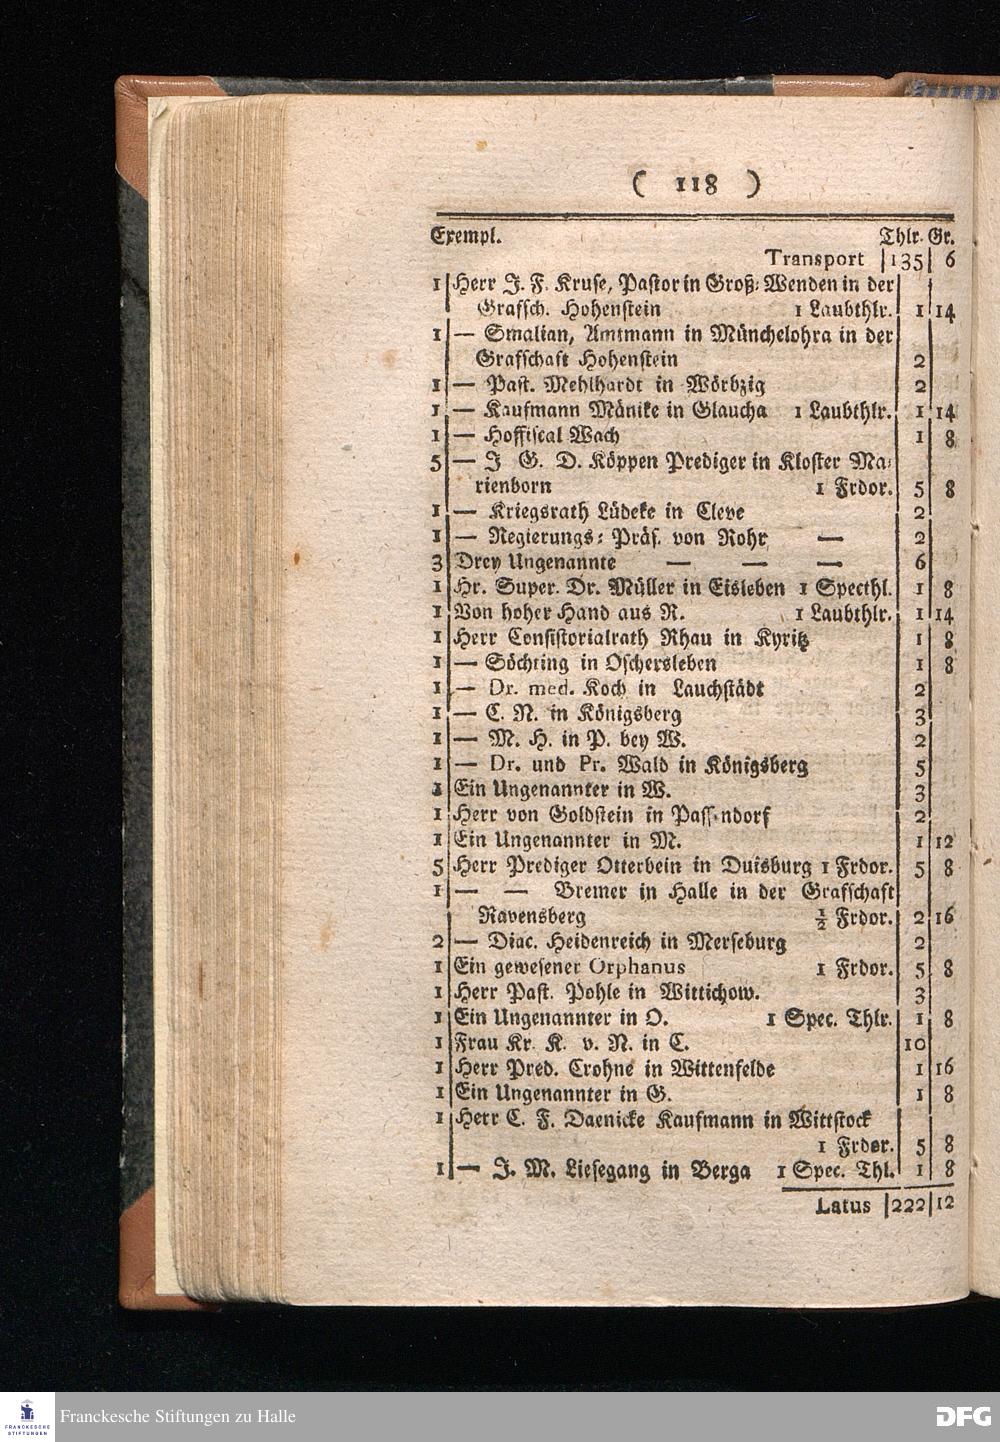 ( 118 )
Exempl. Thlr. Gr.
Transport 135 6
1 Herr J. F. Kruse, Pastor in Groß-Wenden in der
Grafsch. Hohenstein 1 Laubthlr. 1 14
1 — Smalian, Amtmann in Münchelohra in der
Grafschaft Hohenstein 2
1 — Past. Mehlhardt in Wörbzig 2
1 — Kaufmann Mänike in Glaucha 1 Laubthlr. 1 14
1 — Hoffiscal Wach 1 8
5 — J G. D. Köppen Prediger in Kloster Ma-
rienborn 1 Frdor. 5 8
1 — Kriegsrath Lüdeke in Cleve 2
1 — Regierungs-Präs. von Rohr — 2
3 Drey Ungenannte — — — 6
1 Hr. Super. Dr. Müller in Eisleben 1 Specthl. 1 8
1 Von hoher Hand aus R. 1 Laubthlr. 1 14
1 Herr Consistorialrath Rhau in Kyritz 1 8
1 — Söchting in Oschersleben 1 8
1 — Dr. med. Koch in Lauchstädt 2
1 — C. N. in Königsberg 3
1 — M. H. in P. bey W. 2
1 — Dr. und Pr. Wald in Königsberg 5
1 Ein Ungenannter in W. 3
1 Herr von Goldstein in Passendorf 2
1 Ein Ungenannter in M. 1 12
5 Herr Prediger Otterbein in Duisburg 1 Frdor. 5 8
1 — — Bremer in Halle in der Grafschaft
Ravensberg ½ Frdor. 2 16
2 — Diac. Heidenreich in Merseburg 2
1 Ein gewesener Orphanus 1 Frdor. 5 8
1 Herr Past. Pohle in Wittichow. 3
1 Ein Ungenannter in O. 1 Spec. Thlr. 1 8
1 Frau Kr. K. v. N. in C. 10
1 Herr Pred. Crohne in Wittenfelde 1 16
1 Ein Ungenannter in G. 1 8
1 Herr C. F. Daenicke Kaufmann in Wittstock
1 Frdor. 5 8
1 — J. M. Liesegang in Berga 1 Spec. Thl. 1 8
Latus 222 12
FRANCKESCHE
STIFTUNGEN
Franckesche Stiftungen zu Halle
DFG